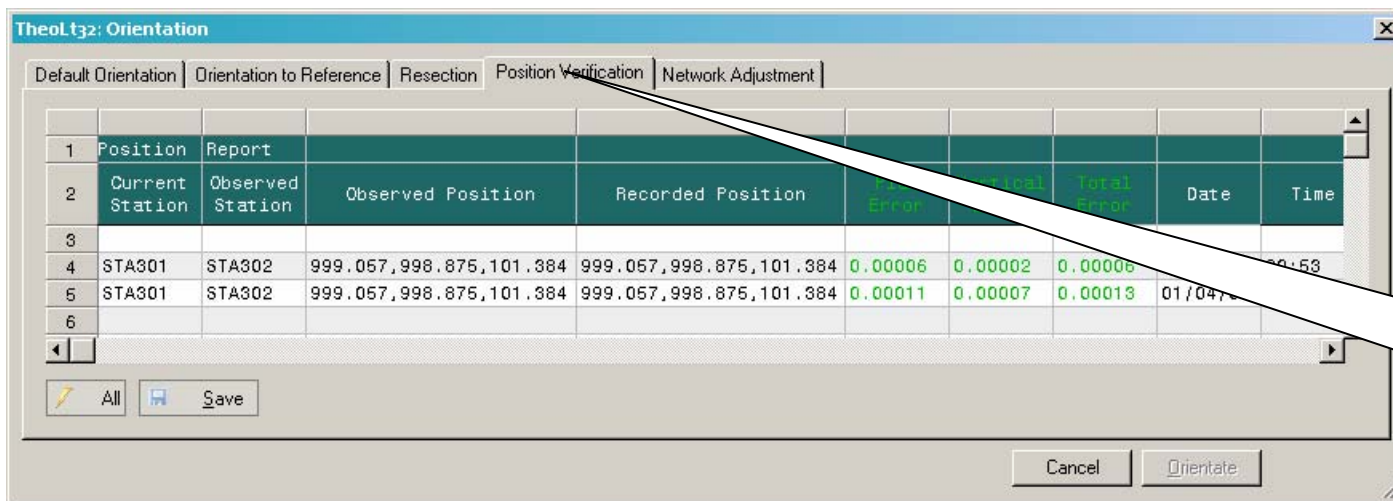 TheoLt32: Orientation
Default Orientation Orientation to Reference Resection Position Verification Network Adjustment
1 Position Report
2 Current Station Observed Station Observed Position Recorded Position Error Total Error Date Time
3
4 STA301 STA302 999.057,998.875,101.384 999.057,998.875,101.384 0.00006 0.00002 0.00006
5 STA301 STA302 999.057,998.875,101.384 999.057,998.875,101.384 0.00011 0.00007 0.00013
6
All Save
Cancel Orientate